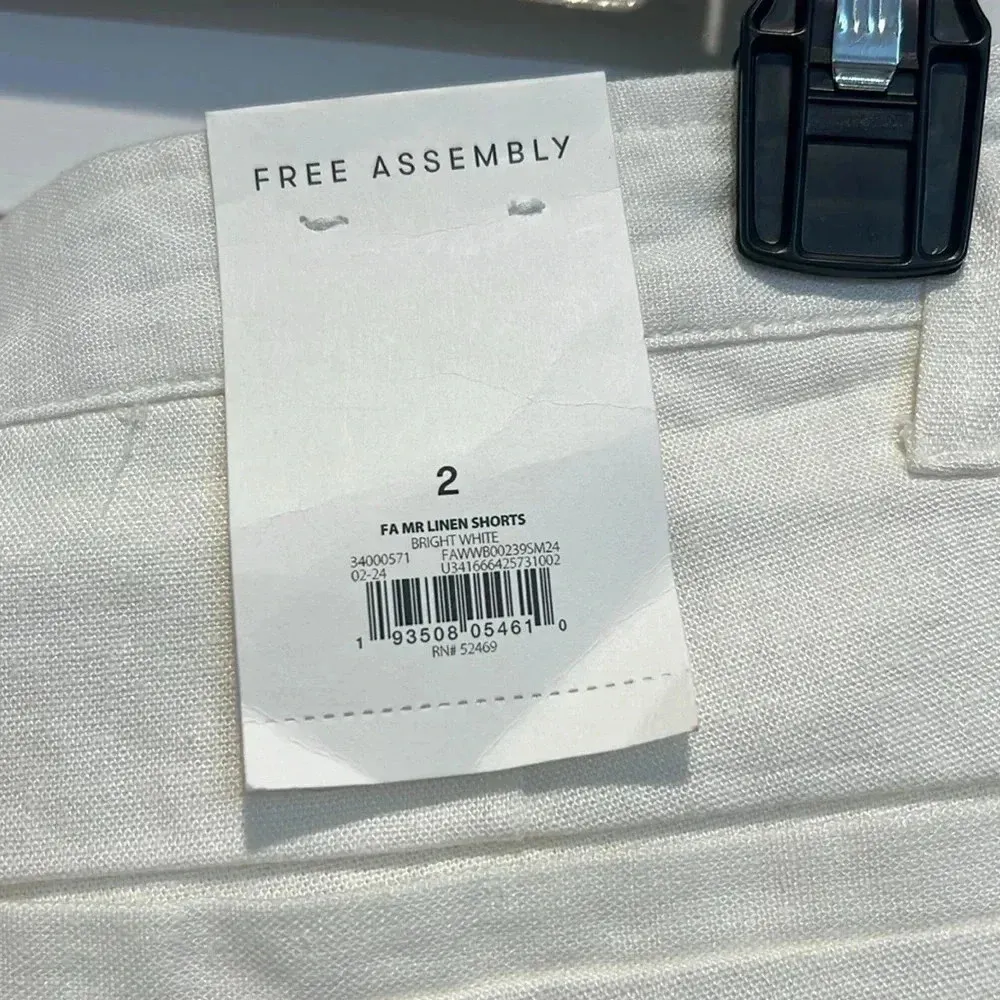 FREE ASSEMBLY
2
FA MR LINEN SHORTS
BRIGHT WHITE
34000571 FAWWB00239SM24
02-24 U341666425731002
1 93508 05461 0
RN# 52469